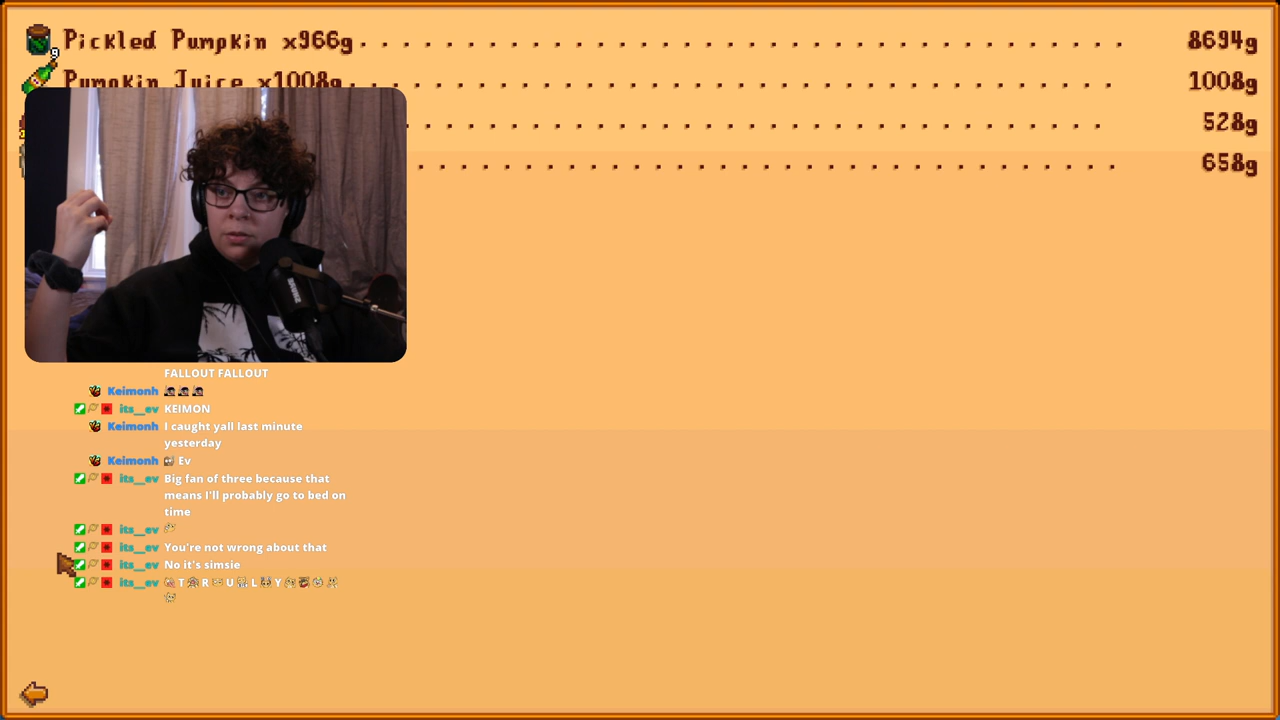 Pickled Pumpkin x966g 8694g
9
Pumpkin Juice x1008g 1008g
528g
658g
FALLOUT FALLOUT
Keimonh
its__ev KEIMON
Keimonh I caught yall last minute
yesterday
Keimonh Ev
its__ev Big fan of three because that
means I'll probably go to bed on
time
its__ev
its__ev You're not wrong about that
its__ev No it's simsie
its__ev T R U L Y